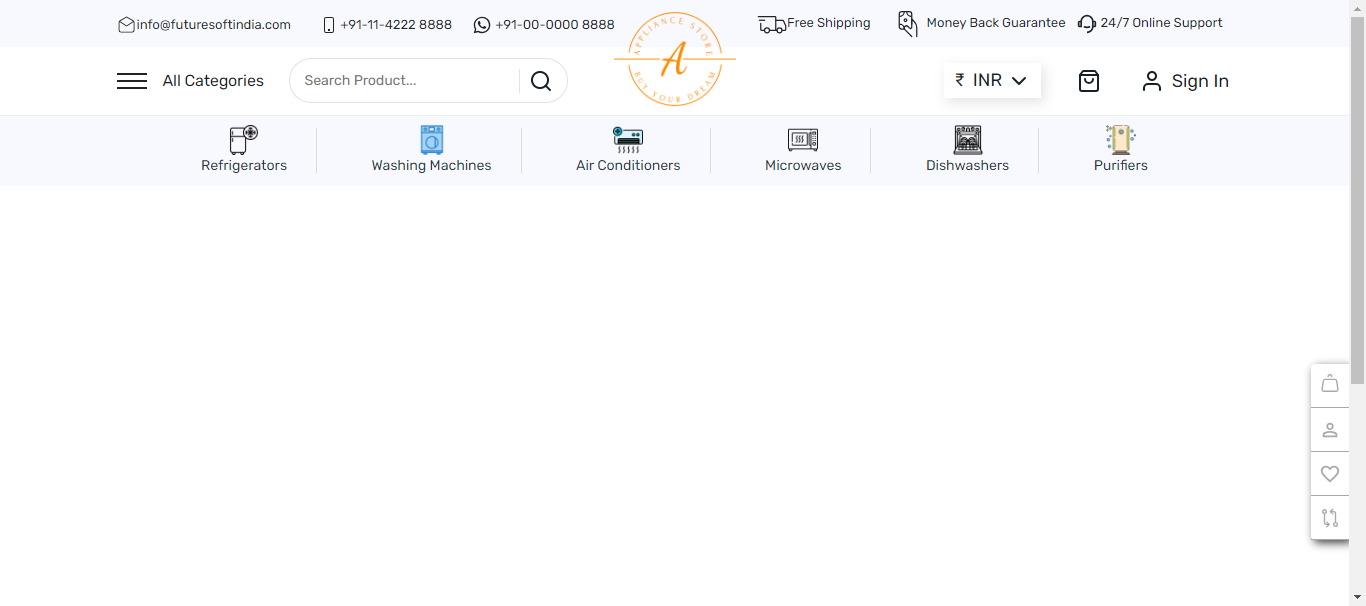 info@futuresoftindia.com
+91-11-4222 8888
+91-00-0000 8888
APPLIANCE STORE
A
BUY YOUR DREAM
Free Shipping
Money Back Guarantee
24/7 Online Support
All Categories
Search Product...
₹ INR
Sign In
Refrigerators
Washing Machines
Air Conditioners
Microwaves
Dishwashers
Purifiers